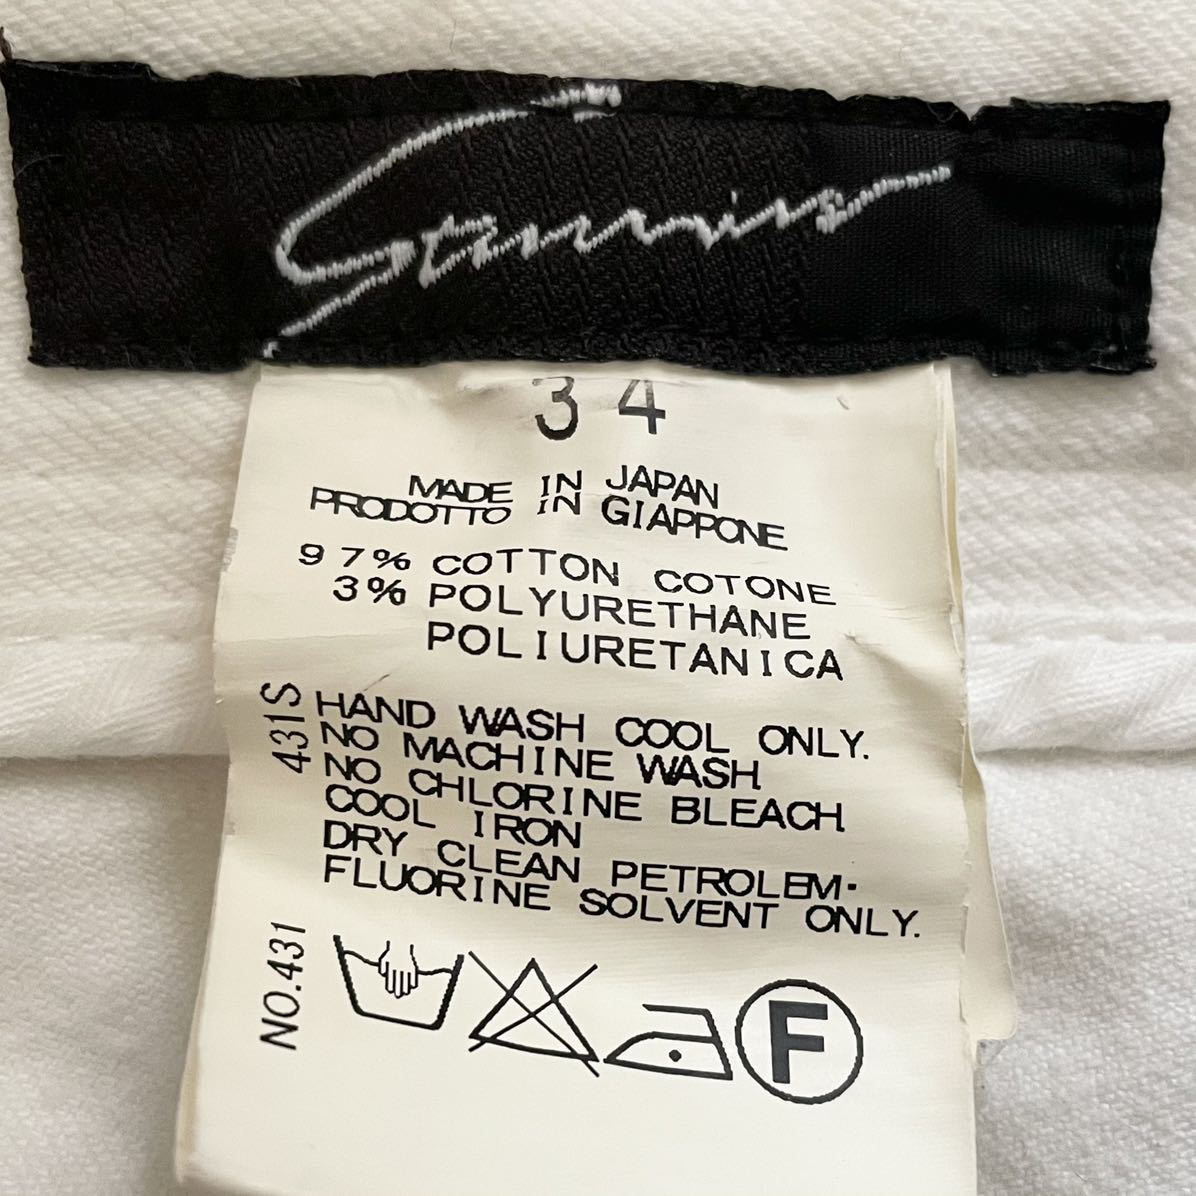 34
MADE IN JAPAN
PRODOTTO IN GIAPPONE
97% COTTON COTONE
3% POLYURETHANE
POLIURETANICA
HAND WASH COOL ONLY.
NO MACHINE WASH
NO CHLORINE BLEACH
COOL IRON
DRY CLEAN PETROLEM·
FLUORINE SOLVENT ONLY.
431S
NO.431
F